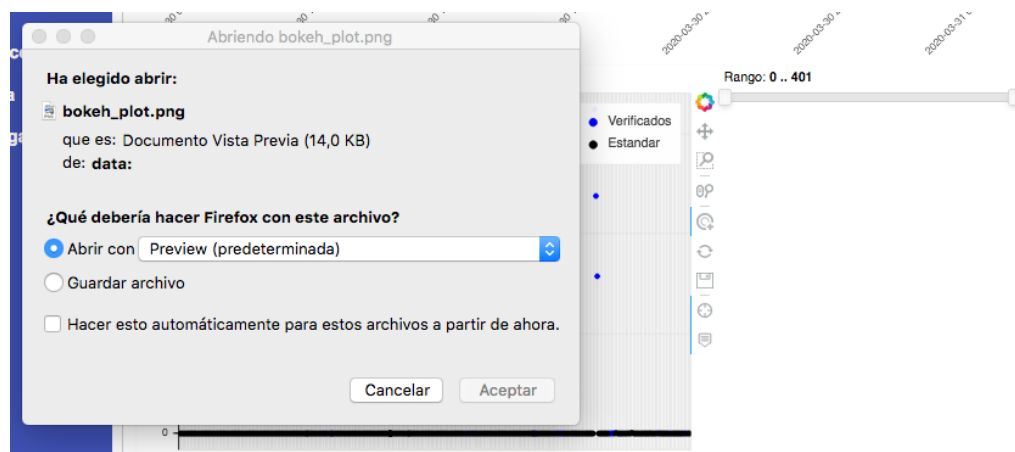 Abriendo bokeh_plot.png
2020-03-30
2020-03-30
2020-03-31
Ha elegido abrir:
bokeh_plot.png
que es: Documento Vista Previa (14,0 KB)
de: data:
¿Qué debería hacer Firefox con este archivo?
Abrir con Preview (predeterminada)
Guardar archivo
Hacer esto automáticamente para estos archivos a partir de ahora.
Cancelar Aceptar
Rango: 0 .. 401
Verificados
Estandar
0